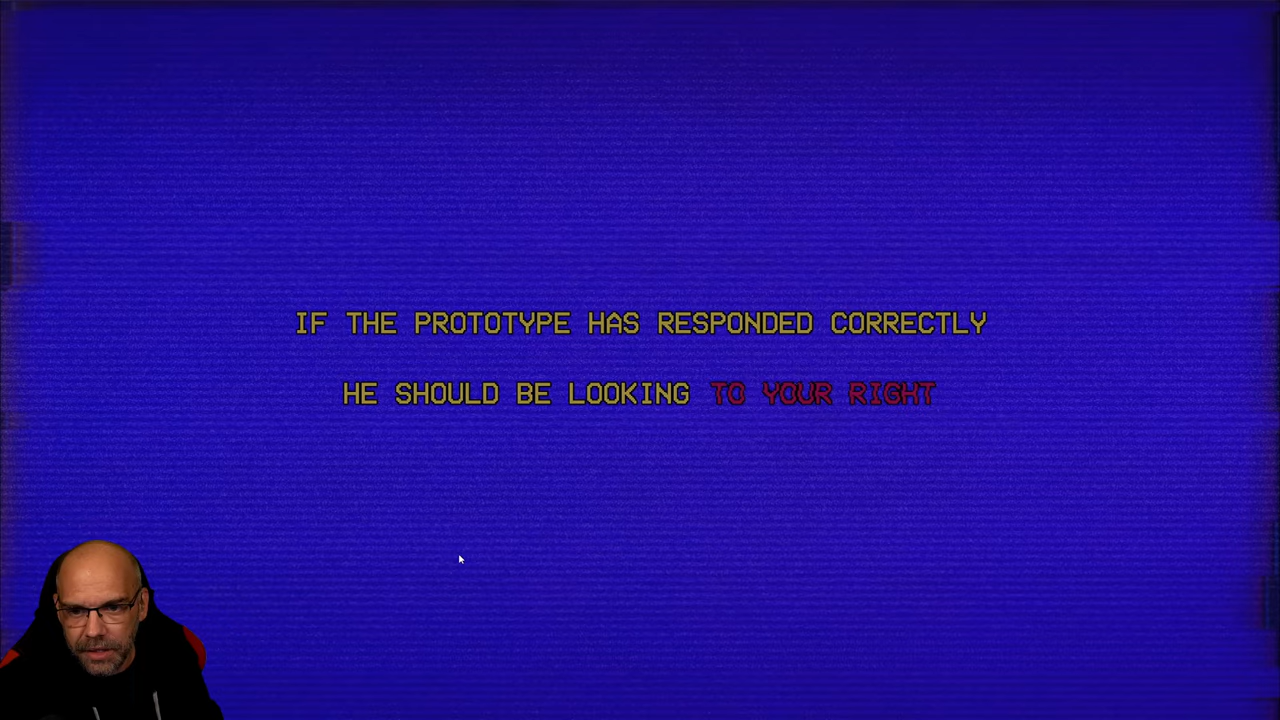 IF THE PROTOTYPE HAS RESPONDED CORRECTLY
HE SHOULD BE LOOKING TO YOUR RIGHT